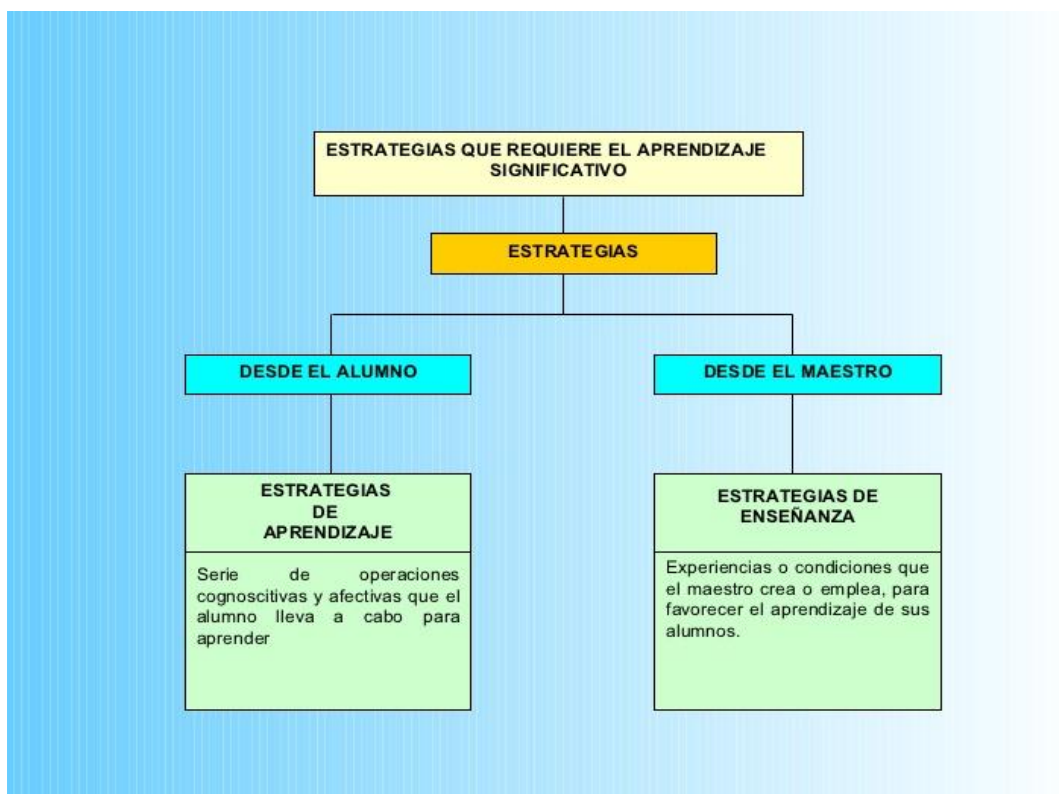 ESTRATEGIAS QUE REQUIERE EL APRENDIZAJE
SIGNIFICATIVO
ESTRATEGIAS
DESDE EL ALUMNO
DESDE EL MAESTRO
ESTRATEGIAS
DE
APRENDIZAJE
Serie de operaciones
cognoscitivas y afectivas que el
alumno lleva a cabo para
aprender
ESTRATEGIAS DE
ENSEÑANZA
Experiencias o condiciones que
el maestro crea o emplea, para
favorecer el aprendizaje de sus
alumnos.